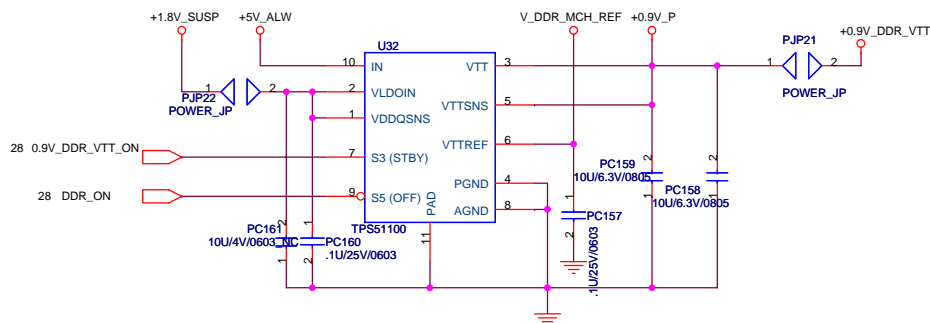 +1.8V_SUSP
+5V_ALW
V_DDR_MCH_REF
+0.9V_P
+0.9V_DDR_VTT
U32
PJP21
10
IN
VTT
3
1
2
1
2
2
VLDOIN
PJP22
POWER_JP
POWER_JP
VTTSNS
5
1
VDDQSNS
VTTREF
6
28 0.9V_DDR_VTT_ON
7
S3 (STBY)
2
2
PC159
10U/6.3V/0805
PC158
10U/6.3V/0805
PGND
4
28 DDR_ON
9
S5 (OFF)
PAD
AGND
8
1
1
1
PC157
2
.1U/25V/0603
TPS51100
11
2
1
PC161
10U/4V/0603_NC
PC160
.1U/25V/0603
1
2